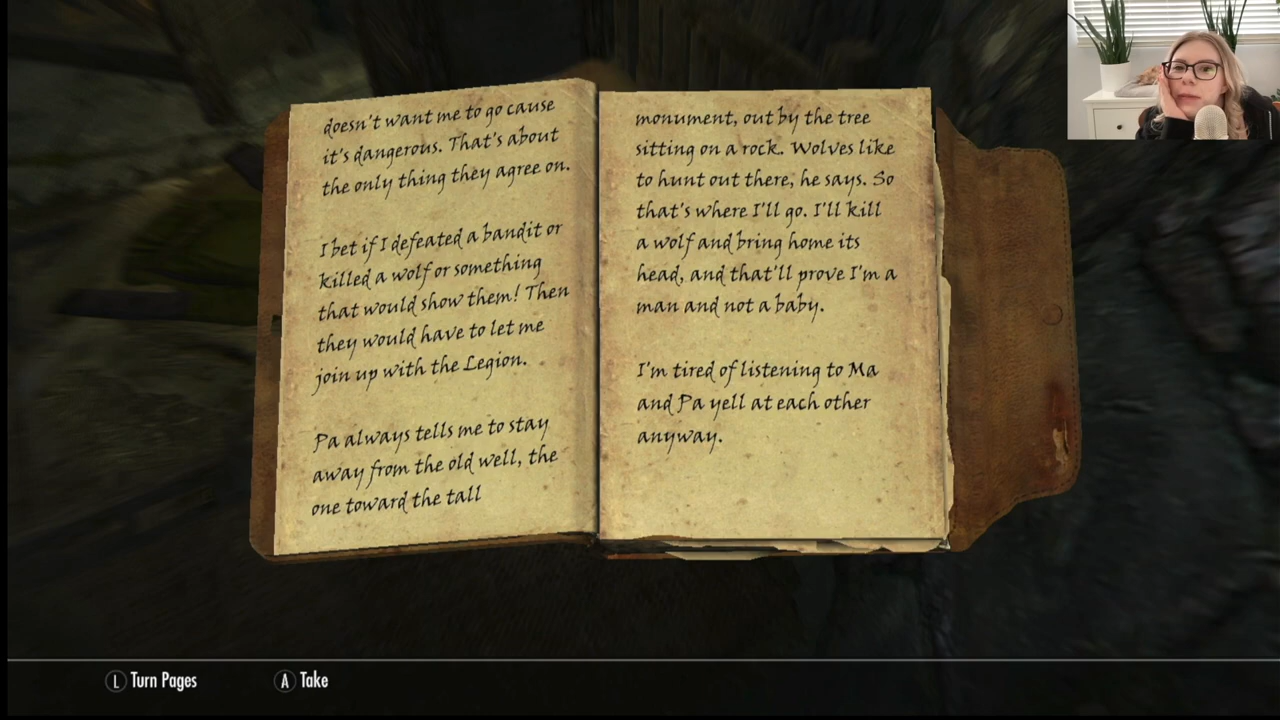 doesn't want me to go cause
it's dangerous. That's about
the only thing they agree on.
I bet if I defeated a bandit or
killed a wolf or something
that would show them! Then
they would have to let me
join up with the Legion.
Pa always tells me to stay
away from the old well, the
one toward the tall
monument, out by the tree
sitting on a rock. Wolves like
to hunt out there, he says. So
that's where I'll go. I'll kill
a wolf and bring home its
head, and that'll prove I'm a
man and not a baby.
I'm tired of listening to Ma
and Pa yell at each other
anyway.
L Turn Pages
A Take